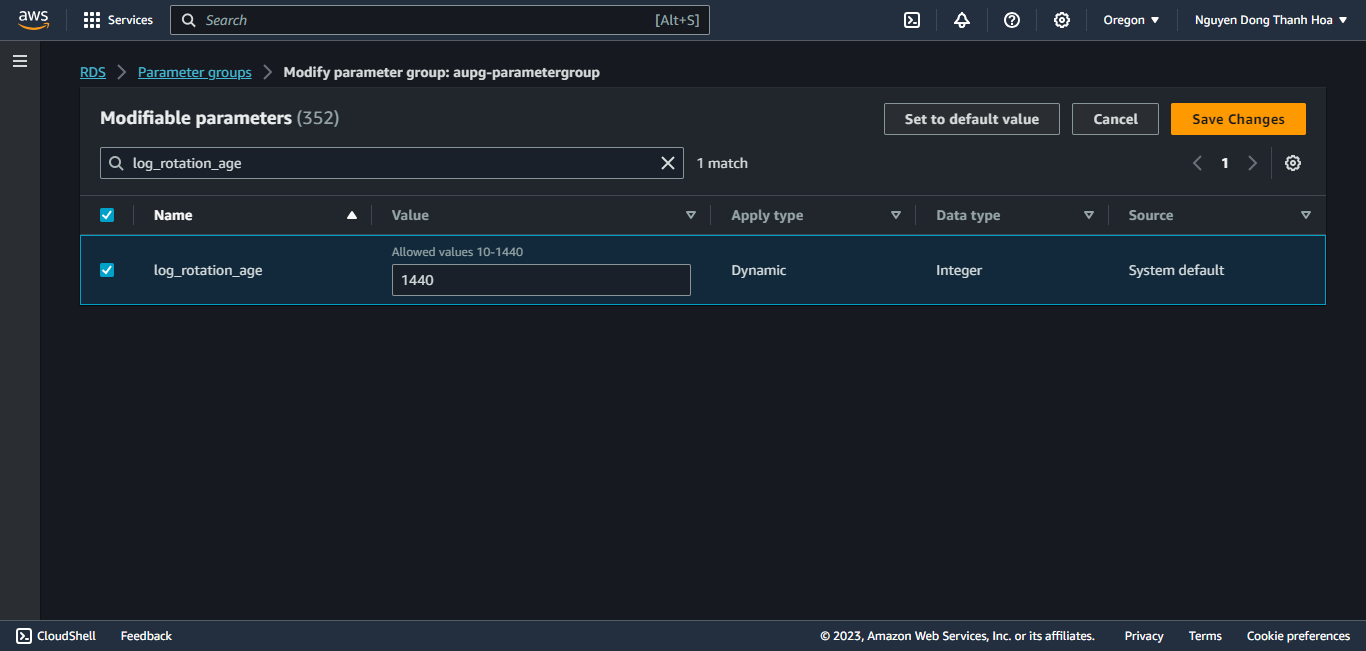 aws Services Search [Alt+S] Oregon Nguyen Dong Thanh Hoa
RDS Parameter groups Modify parameter group: aupg-parametergroup
Modifiable parameters (352) Set to default value Cancel Save Changes
log_rotation_age 1 match 1
Name Value Apply type Data type Source
Allowed values 10-1440
log_rotation_age 1440 Dynamic Integer System default
CloudShell Feedback © 2023, Amazon Web Services, Inc. or its affiliates. Privacy Terms Cookie preferences